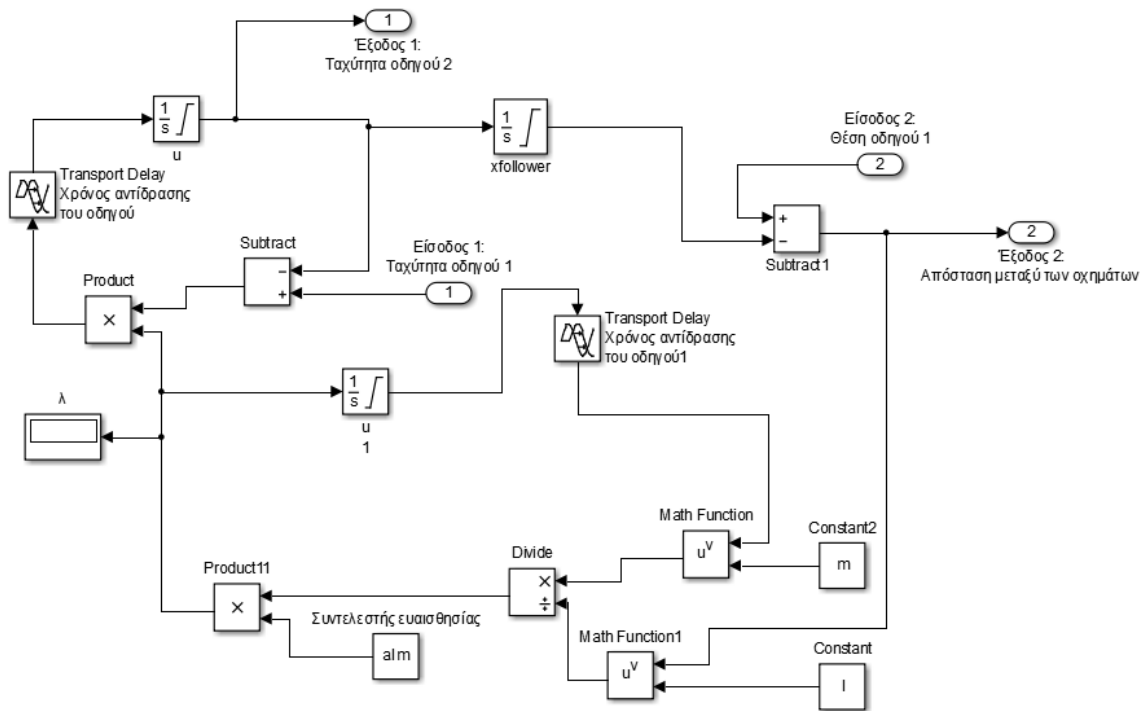 1
Έξοδος 1:
Ταχύτητα οδηγού 2
1
s
u
Transport Delay
Χρόνος αντίδρασης
του οδηγού
1
s
xfollower
Είσοδος 2:
Θέση οδηγού 1
2
+
−
Subtract1
2
Έξοδος 2:
Απόσταση μεταξύ των οχημάτων
Subtract
−
+
Είσοδος 1:
Ταχύτητα οδηγού 1
1
Product
×
Transport Delay
Χρόνος αντίδρασης
του οδηγού1
1
s
u
1
λ
Math Function
u^v
Constant2
m
Divide
×
÷
Product11
×
Συντελεστής ευαισθησίας
alm
Math Function1
u^v
Constant
l